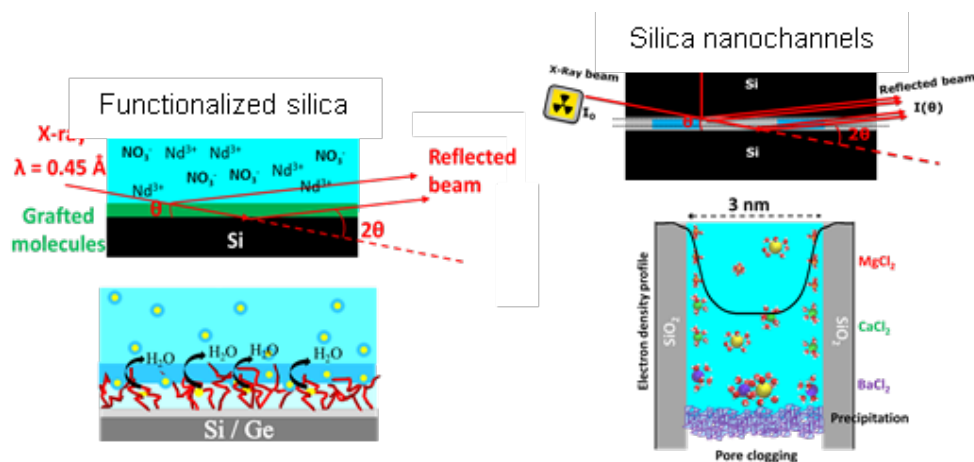 Functionalized silica
X-ray
λ = 0.45 Å
NO₃⁻ Nd³⁺ Nd³⁺ NO₃⁻
NO₃⁻ NO₃⁻ Nd³⁺
Nd³⁺ Nd³⁺
Reflected
beam
Grafted
molecules
θ
2θ
Si
H₂O H₂O H₂O H₂O
Si / Ge
Silica nanochannels
X-Ray beam
I₀
Si
Reflected
beam
I(θ)
θ
2θ
Si
3 nm
Electron density profile
SiO₂
SiO₂
MgCl₂
CaCl₂
BaCl₂
Precipitation
Pore clogging